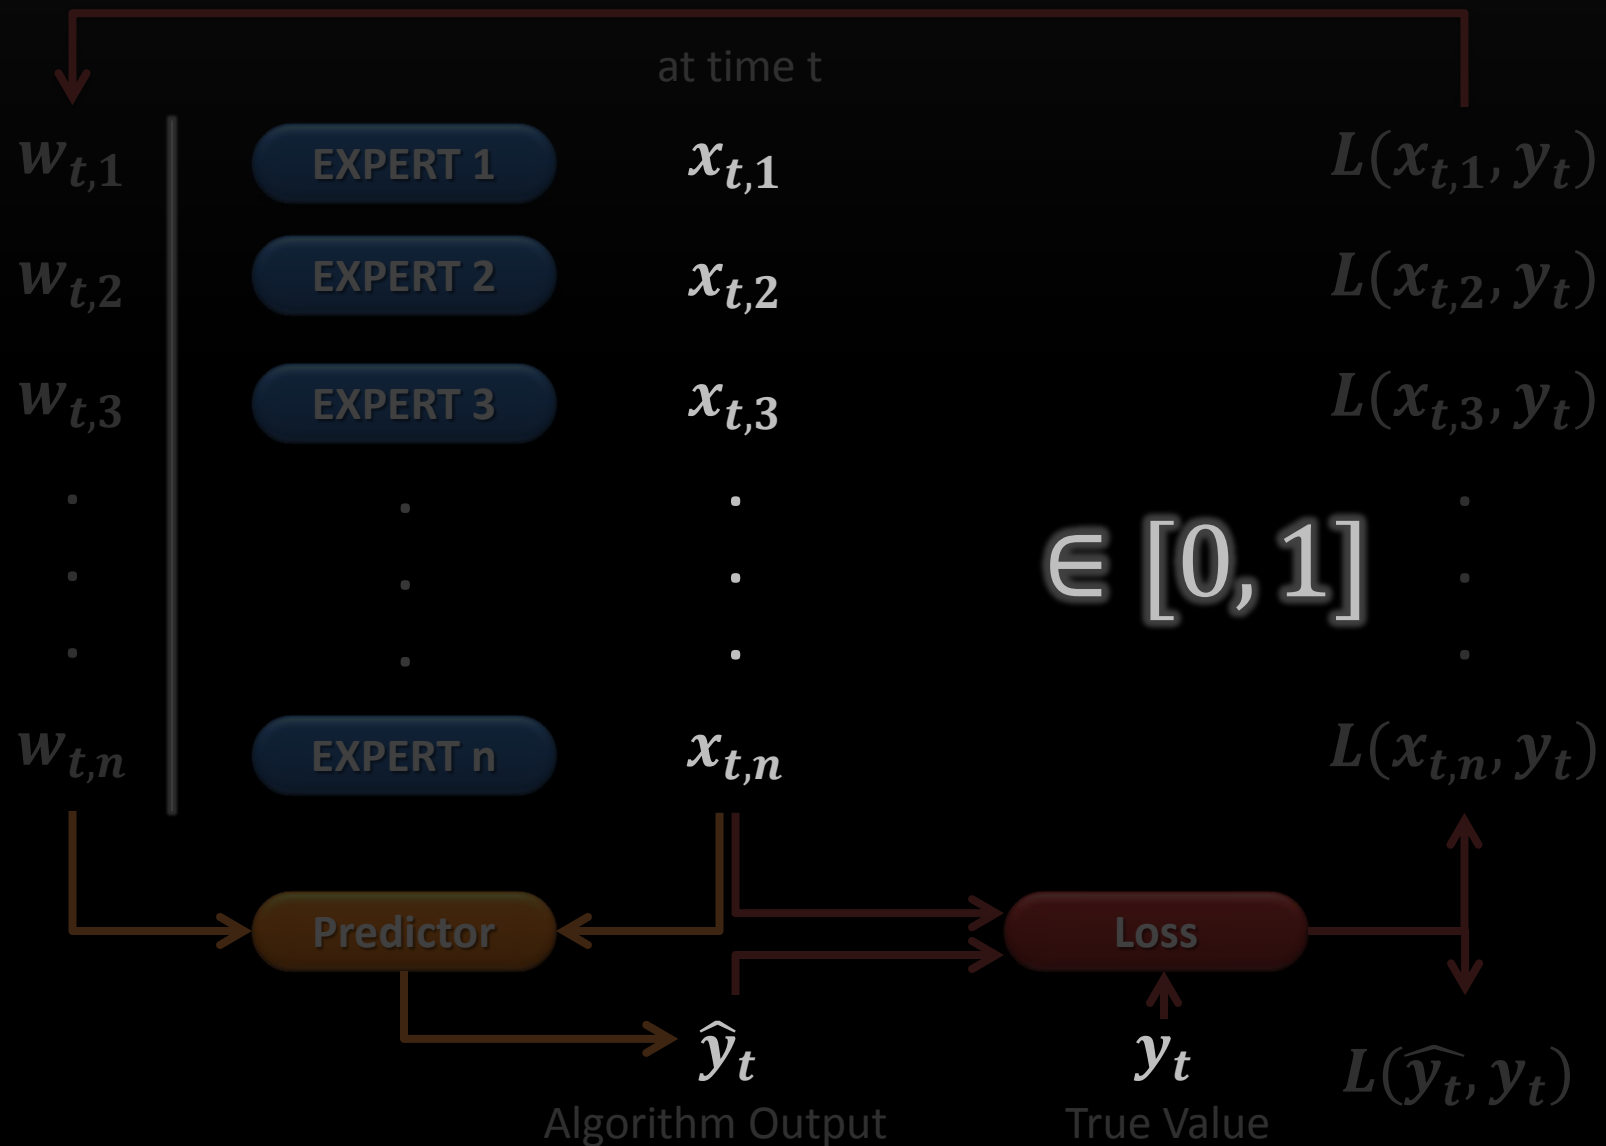 at time t
w_{t,1} EXPERT 1 x_{t,1} L(x_{t,1}, y_t)
w_{t,2} EXPERT 2 x_{t,2} L(x_{t,2}, y_t)
w_{t,3} EXPERT 3 x_{t,3} L(x_{t,3}, y_t)
. . . .
∈ [0, 1]
. . . .
. . . .
w_{t,n} EXPERT n x_{t,n} L(x_{t,n}, y_t)
Predictor Loss
ŷ_t y_t L(ŷ_t, y_t)
Algorithm Output True Value